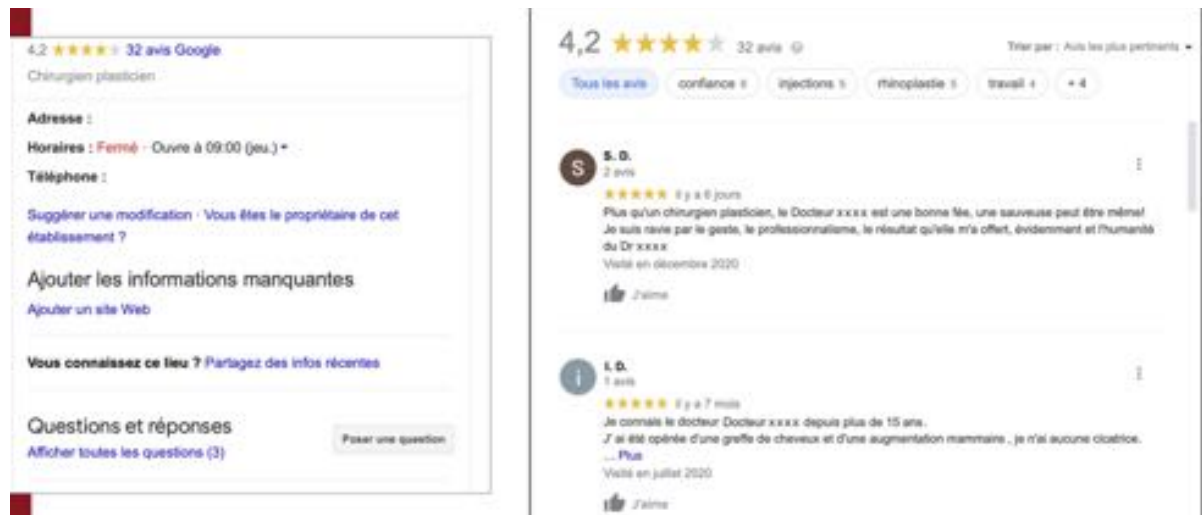 4,2 32 avis Google
Chirurgien plasticien
Adresse :
Horaires : Fermé · Ouvre à 09:00 (jeu.)
Téléphone :
Suggérer une modification · Vous êtes le propriétaire de cet
établissement ?
Ajouter les informations manquantes
Ajouter un site Web
Vous connaissez ce lieu ? Partagez des infos récentes
Questions et réponses
Poser une question
Afficher toutes les questions (3)
4,2 32 avis
Trier par : Avis les plus pertinents
Tous les avis confiance injections rhinoplastie travail 4 + 4
S
S. D.
2 avis
il y a 6 jours
Plus qu'un chirurgien plasticien, le Docteur xxxx est une bonne fée, une sauveuse peut être même!
Je suis ravie par le geste, le professionnalisme, le résultat qu'elle m'a offert, évidemment et l'humanité
du Dr xxxx
Visité en décembre 2020
J'aime
i
I. D.
1 avis
il y a 7 mois
Je connais le docteur Docteur xxxx depuis plus de 15 ans.
J' ai été opérée d'une greffe de cheveux et d'une augmentation mammaire , je n'ai aucune cicatrice.
... Plus
Visité en juillet 2020
J'aime